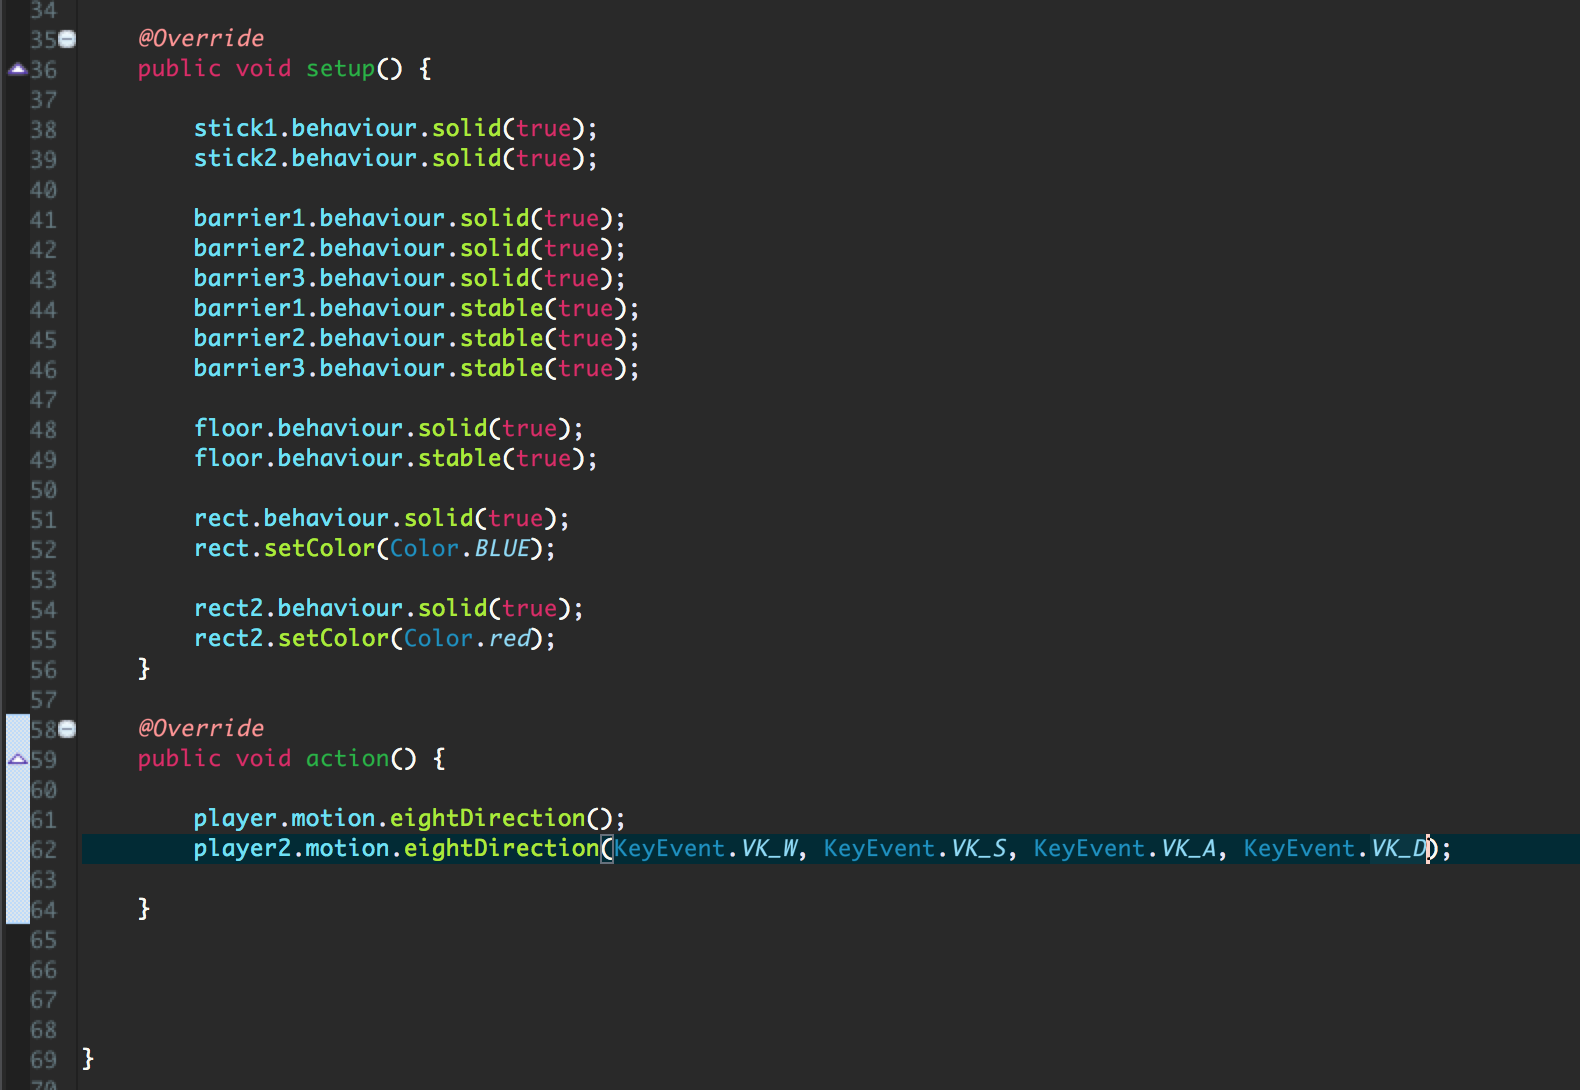 34
35 @Override
36 public void setup() {
37
38 stick1.behaviour.solid(true);
39 stick2.behaviour.solid(true);
40
41 barrier1.behaviour.solid(true);
42 barrier2.behaviour.solid(true);
43 barrier3.behaviour.solid(true);
44 barrier1.behaviour.stable(true);
45 barrier2.behaviour.stable(true);
46 barrier3.behaviour.stable(true);
47
48 floor.behaviour.solid(true);
49 floor.behaviour.stable(true);
50
51 rect.behaviour.solid(true);
52 rect.setColor(Color.BLUE);
53
54 rect2.behaviour.solid(true);
55 rect2.setColor(Color.red);
56 }
57
58 @Override
59 public void action() {
60
61 player.motion.eightDirection();
62 player2.motion.eightDirection(KeyEvent.VK_W, KeyEvent.VK_S, KeyEvent.VK_A, KeyEvent.VK_D);
63
64 }
65
66
67
68
69 }
70